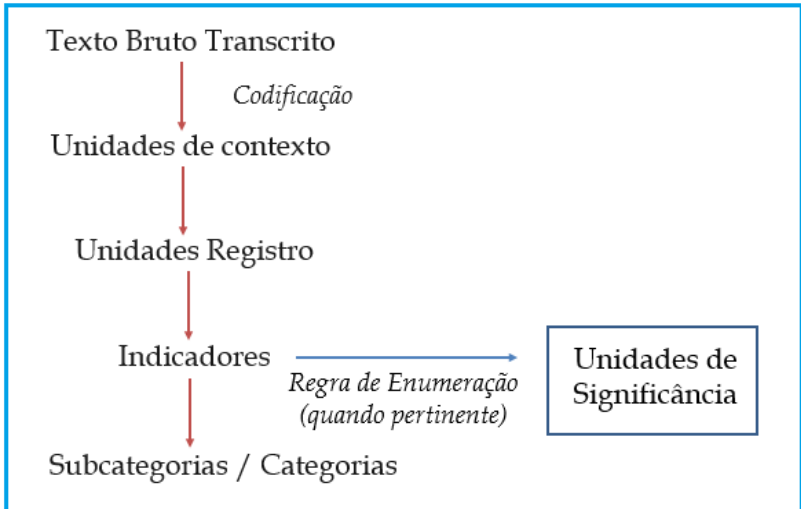 Texto Bruto Transcrito
Codificação
Unidades de contexto
Unidades Registro
Indicadores
Regra de Enumeração
(quando pertinente)
Unidades de
Significância
Subcategorias / Categorias